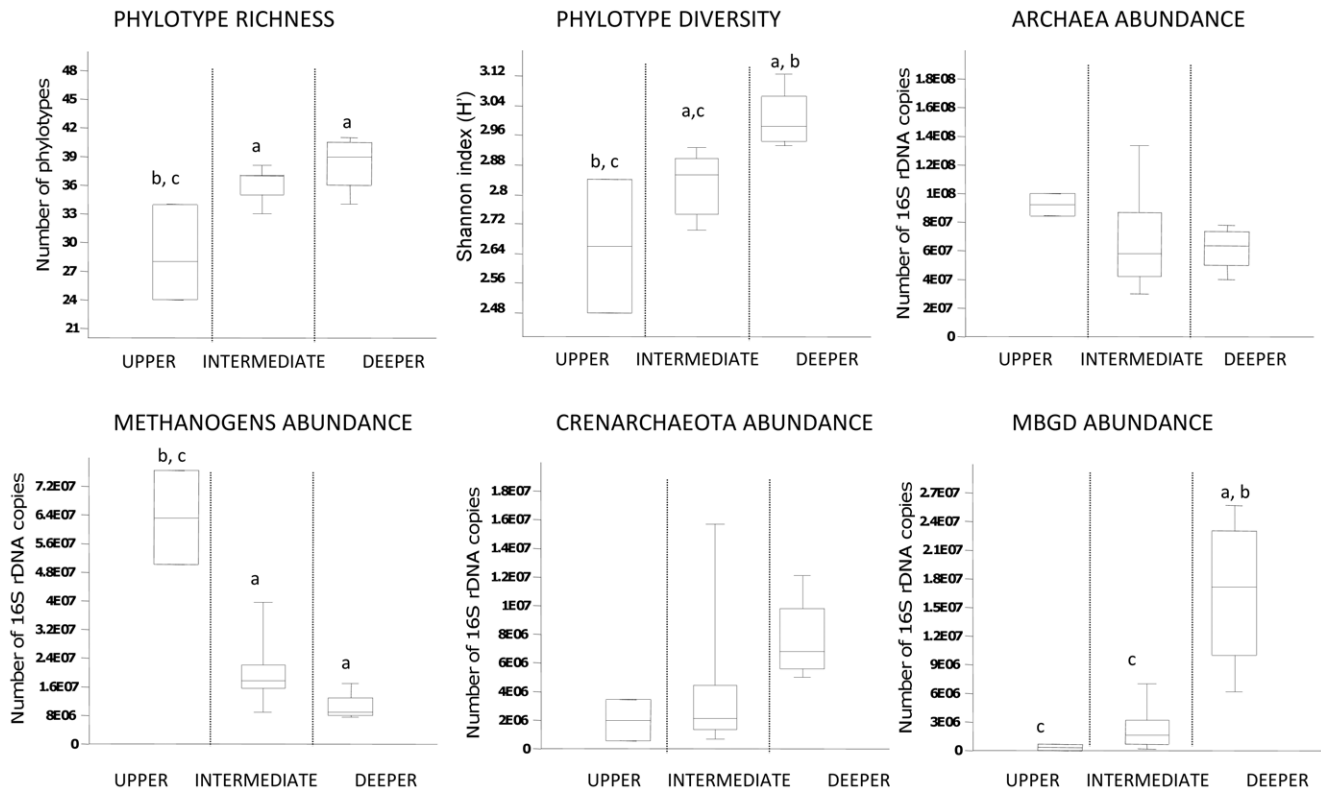 PHYLOTYPE RICHNESS
Number of phylotypes
48
45
42
39
36
33
30
27
24
21
b, c
a
a
UPPER INTERMEDIATE DEEPER
PHYLOTYPE DIVERSITY
Shannon index (H')
3.12
3.04
2.96
2.88
2.8
2.72
2.64
2.56
2.48
b, c
a,c
a, b
UPPER INTERMEDIATE DEEPER
ARCHAEA ABUNDANCE
Number of 16S rDNA copies
1.8E08
1.6E08
1.4E08
1.2E08
1E08
8E07
6E07
4E07
2E07
0
UPPER INTERMEDIATE DEEPER
METHANOGENS ABUNDANCE
Number of 16S rDNA copies
7.2E07
6.4E07
5.6E07
4.8E07
4E07
3.2E07
2.4E07
1.6E07
8E06
0
b, c
a
a
UPPER INTERMEDIATE DEEPER
CRENARCHAEOTA ABUNDANCE
Number of 16S rDNA copies
1.8E07
1.6E07
1.4E07
1.2E07
1E07
8E06
6E06
4E06
2E06
0
UPPER INTERMEDIATE DEEPER
MBGD ABUNDANCE
Number of 16S rDNA copies
2.7E07
2.4E07
2.1E07
1.8E07
1.5E07
1.2E07
9E06
6E06
3E06
0
c
c
a, b
UPPER INTERMEDIATE DEEPER